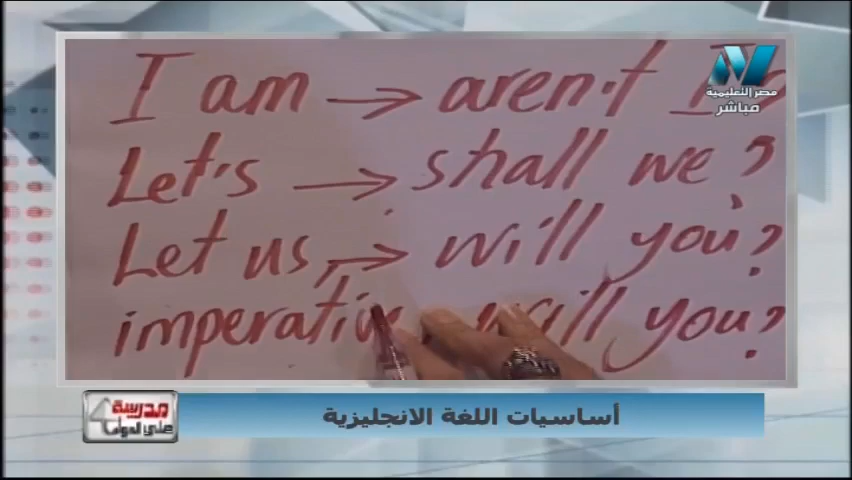 I am → aren't I?
مصر التعليمية
مباشر
Let's → shall we?
Let us, → will you?
imperative will you?
أساسيات اللغة الانجليزية
مدرسة
على الهواء